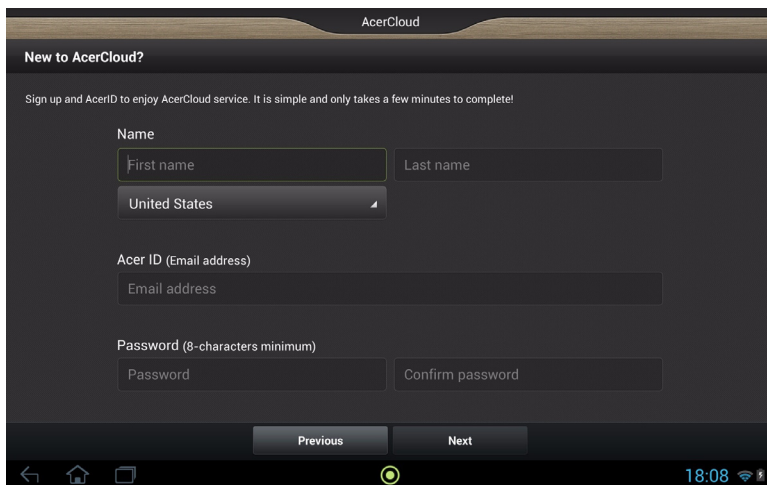 AcerCloud
New to AcerCloud?
Sign up and AcerID to enjoy AcerCloud service. It is simple and only takes a few minutes to complete!
Name
First name Last name
United States
Acer ID (Email address)
Email address
Password (8-characters minimum)
Password Confirm password
Previous Next
18:08